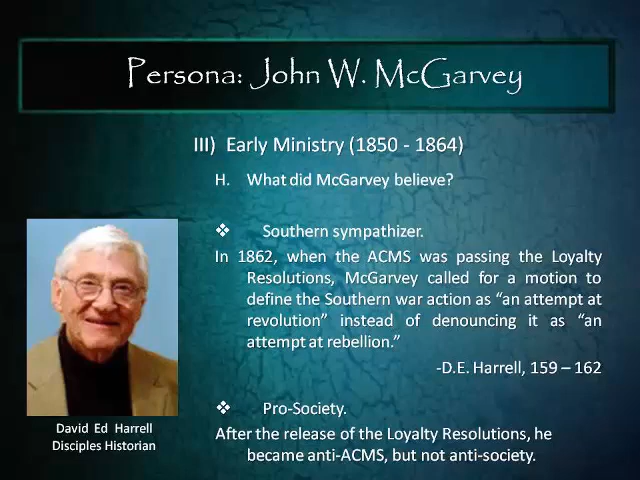 Persona: John W. McGarvey
III) Early Ministry (1850 - 1864)
H. What did McGarvey believe?
❖ Southern sympathizer.
In 1862, when the ACMS was passing the Loyalty
Resolutions, McGarvey called for a motion to
define the Southern war action as “an attempt at
revolution” instead of denouncing it as “an
attempt at rebellion.”
-D.E. Harrell, 159 – 162
❖ Pro-Society.
After the release of the Loyalty Resolutions, he
became anti-ACMS, but not anti-society.
David Ed Harrell
Disciples Historian